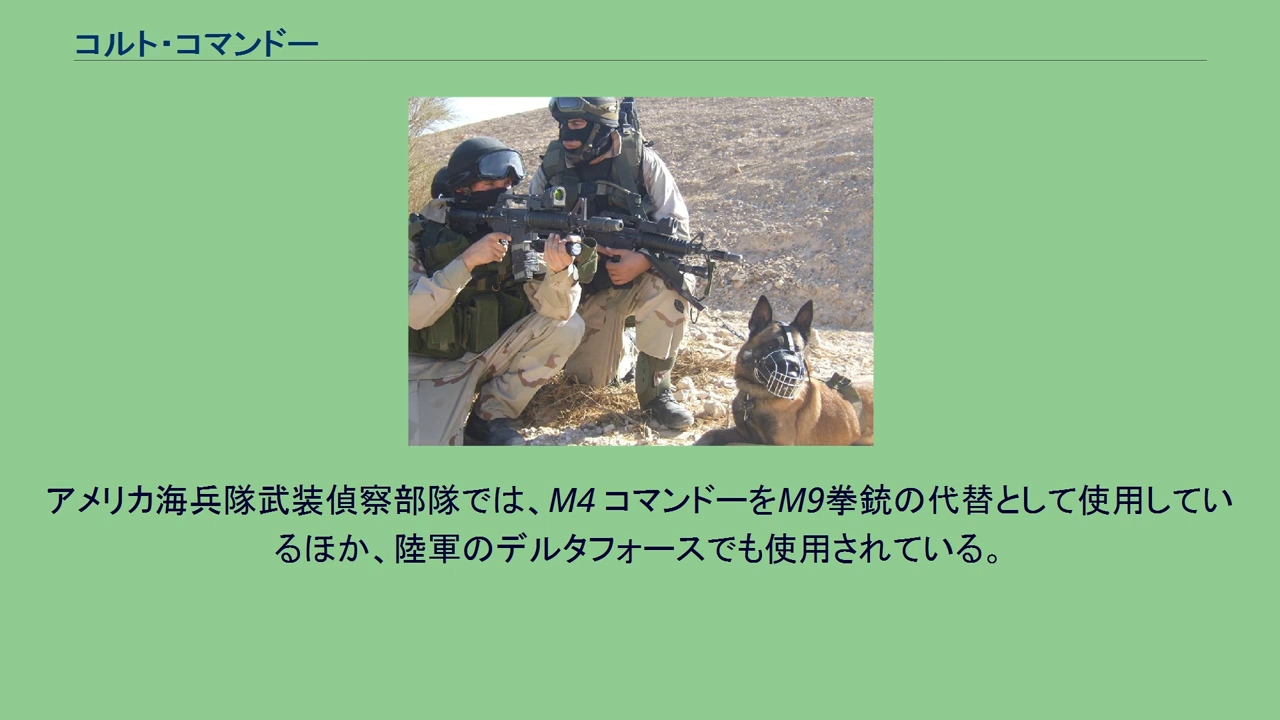 コルト・コマンドー
アメリカ海兵隊武装偵察部隊では、M4 コマンドーをM9拳銃の代替として使用してい
るほか、陸軍のデルタフォースでも使用されている。